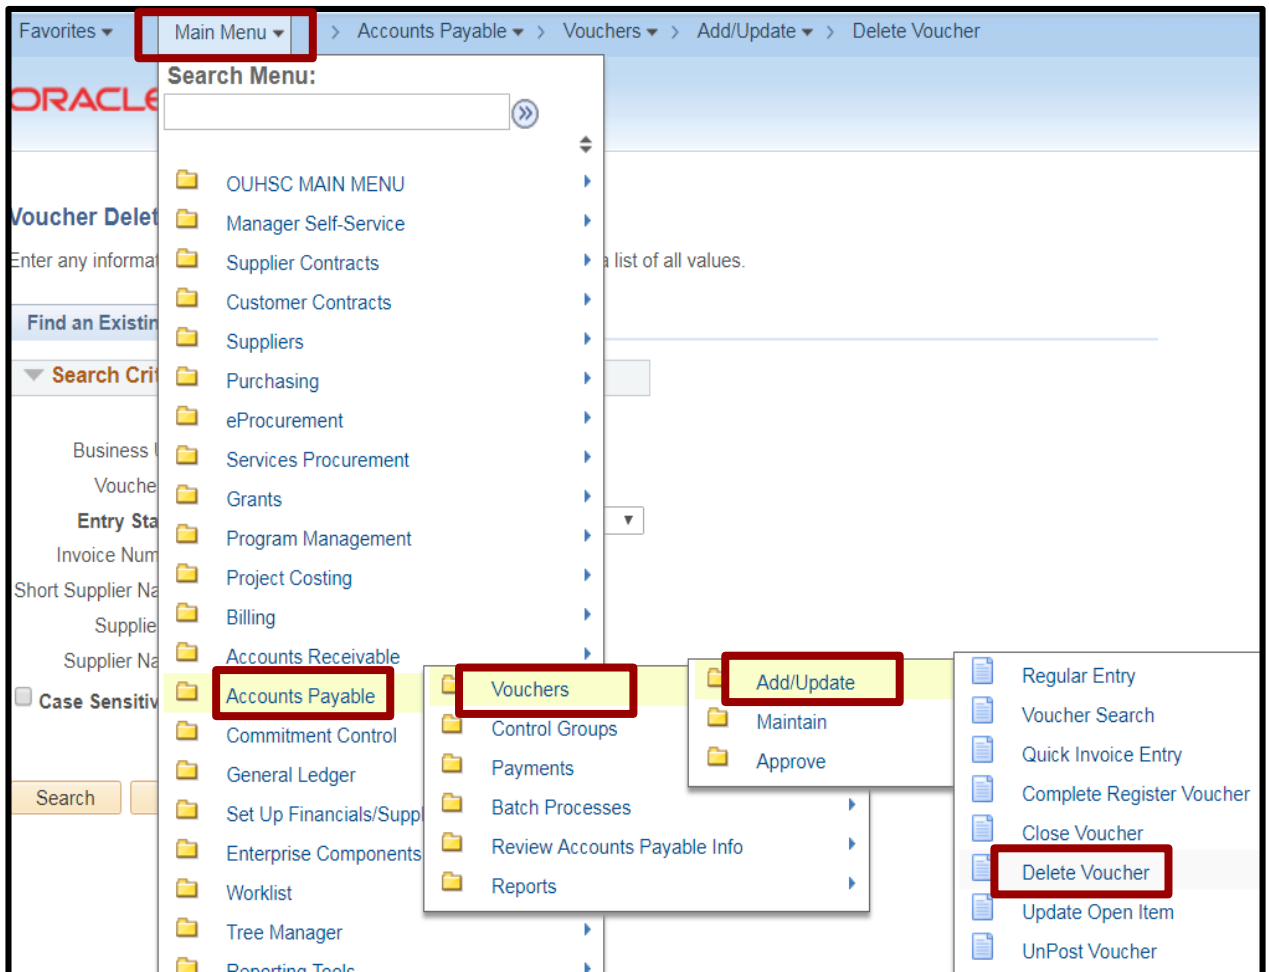 Favorites Main Menu > Accounts Payable > Vouchers > Add/Update > Delete Voucher
Search Menu:
ORACLE
OUHSC MAIN MENU
Voucher Delet
Manager Self-Service
Enter any informat
Supplier Contracts
a list of all values.
Customer Contracts
Find an Existin
Suppliers
Search Crit
Purchasing
eProcurement
Business U
Services Procurement
Vouche
Grants
Entry Sta
Program Management
Invoice Num
Project Costing
Short Supplier Na
Billing
Supplie
Accounts Receivable
Supplier Na
Accounts Payable
Case Sensitiv
Commitment Control
General Ledger
Search
Set Up Financials/Suppl
Enterprise Components
Worklist
Tree Manager
Reporting Tools
Vouchers
Control Groups
Payments
Batch Processes
Review Accounts Payable Info
Reports
Add/Update
Maintain
Approve
Regular Entry
Voucher Search
Quick Invoice Entry
Complete Register Voucher
Close Voucher
Delete Voucher
Update Open Item
UnPost Voucher